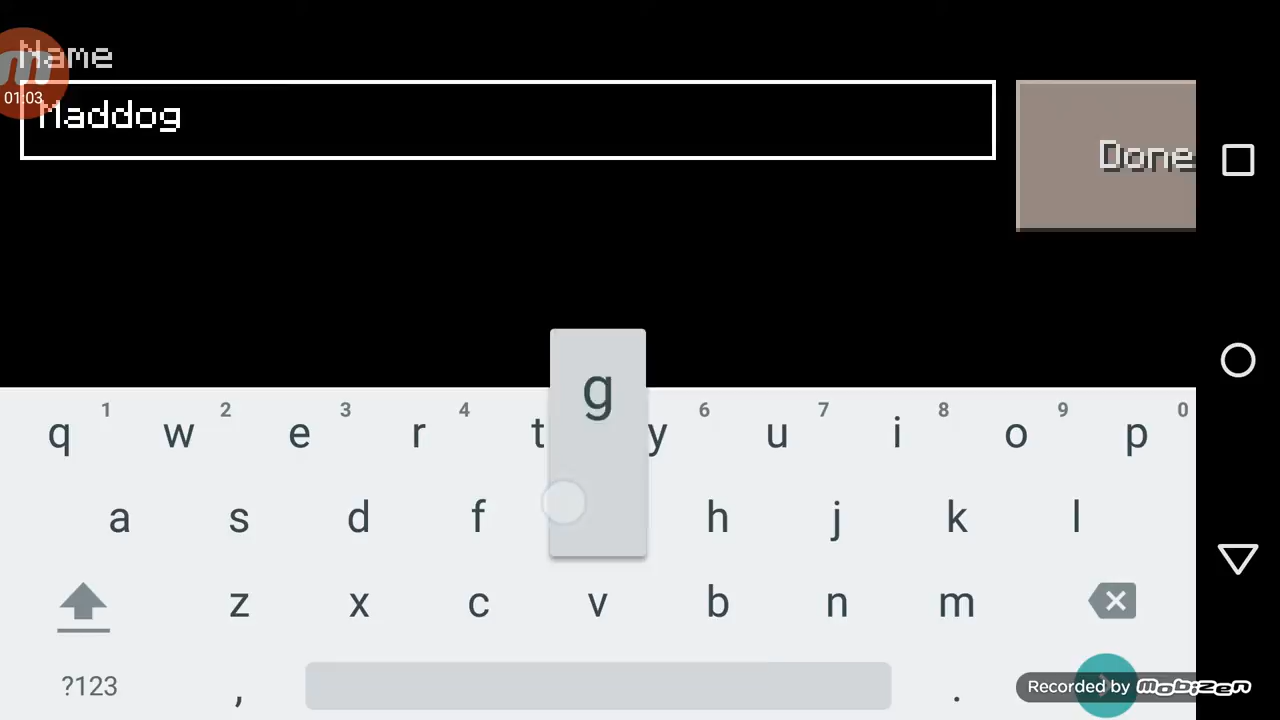 Name
01:03
Maddog
Done
g
1 2 3 4 6 7 8 9 0
q w e r t y u i o p
a s d f h j k l
z x c v b n m
?123 , .
Recorded by mobizen